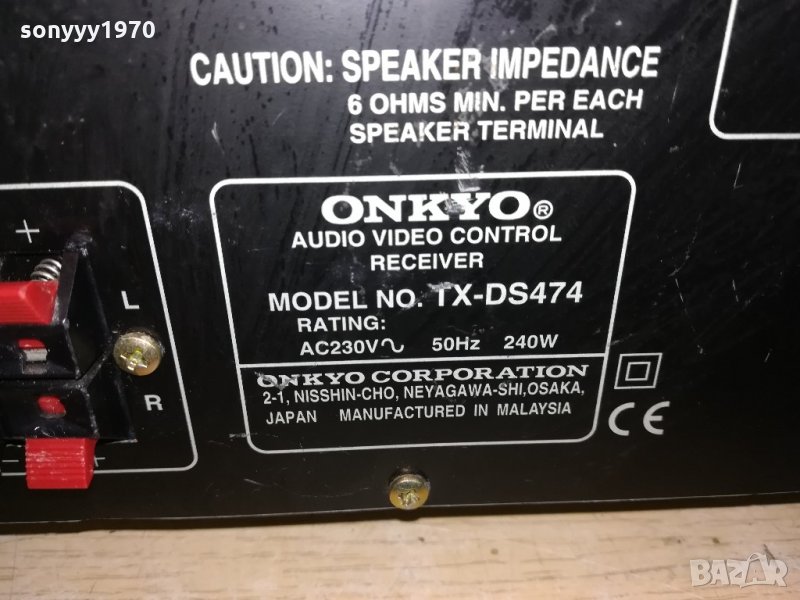 sonyyy1970
CAUTION: SPEAKER IMPEDANCE
6 OHMS MIN. PER EACH
SPEAKER TERMINAL
ONKYO®
AUDIO VIDEO CONTROL
RECEIVER
MODEL NO. TX-DS474
RATING:
AC230V∿ 50Hz 240W
ONKYO CORPORATION
2-1, NISSHIN-CHO, NEYAGAWA-SHI,OSAKA,
JAPAN MANUFACTURED IN MALAYSIA
CE
+
L
R
− +
BAZAR